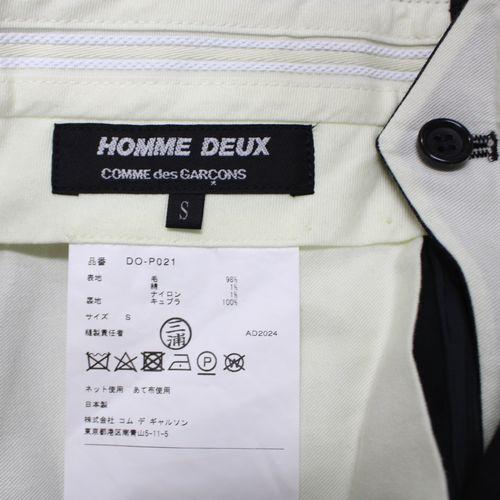 HOMME DEUX
COMME des GARÇONS
S
品番 DO-P021
表地 毛 98%
綿 1%
ナイロン 1%
裏地 キュプラ 100%
サイズ S
縫製責任者 三浦 AD2024
ネット使用 あて布使用
日本製
株式会社 コム デ ギャルソン
東京都港区南青山5-11-5